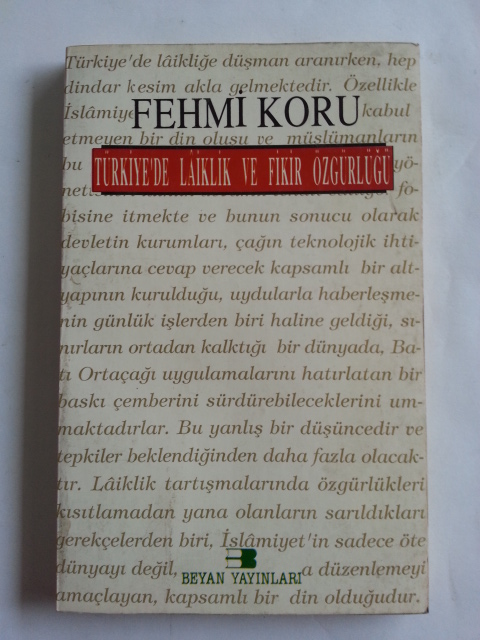 Türkiye'de lâikliğe düşman aranırken, hep
dindar kesim akla gelmektedir. Özellikle
İslâmiye kabul
FEHMİ KORU
etmeyen bir din oluşu ve müslümanların
bu yö-
TÜRKİYE'DE LAİKLİK VE FİKİR ÖZGÜRLÜĞÜ
fo-
bisine itmekte ve bunun sonucu olarak
devletin kurumları, çağın teknolojik ihti-
yaçlarına cevap verecek kapsamlı bir alt-
yapının kurulduğu, uydularla haberleşme-
nin günlük işlerden biri haline geldiği, sı-
nırların ortadan kalktığı bir dünyada, Ba-
tı Ortaçağı uygulamalarını hatırlatan bir
baskı çemberini sürdürebileceklerini um-
maktadırlar. Bu yanlış bir düşüncedir ve
tepkiler beklendiğinden daha fazla olacak-
tır. Lâiklik tartışmalarında özgürlükleri
kısıtlamadan yana olanların sarıldıkları
gerekçelerden biri, İslâmiyet'in sadece öte
dünyayı değil, a düzenlemeyi
BEYAN YAYINLARI
amaçlayan, kapsamlı bir din olduğudur.